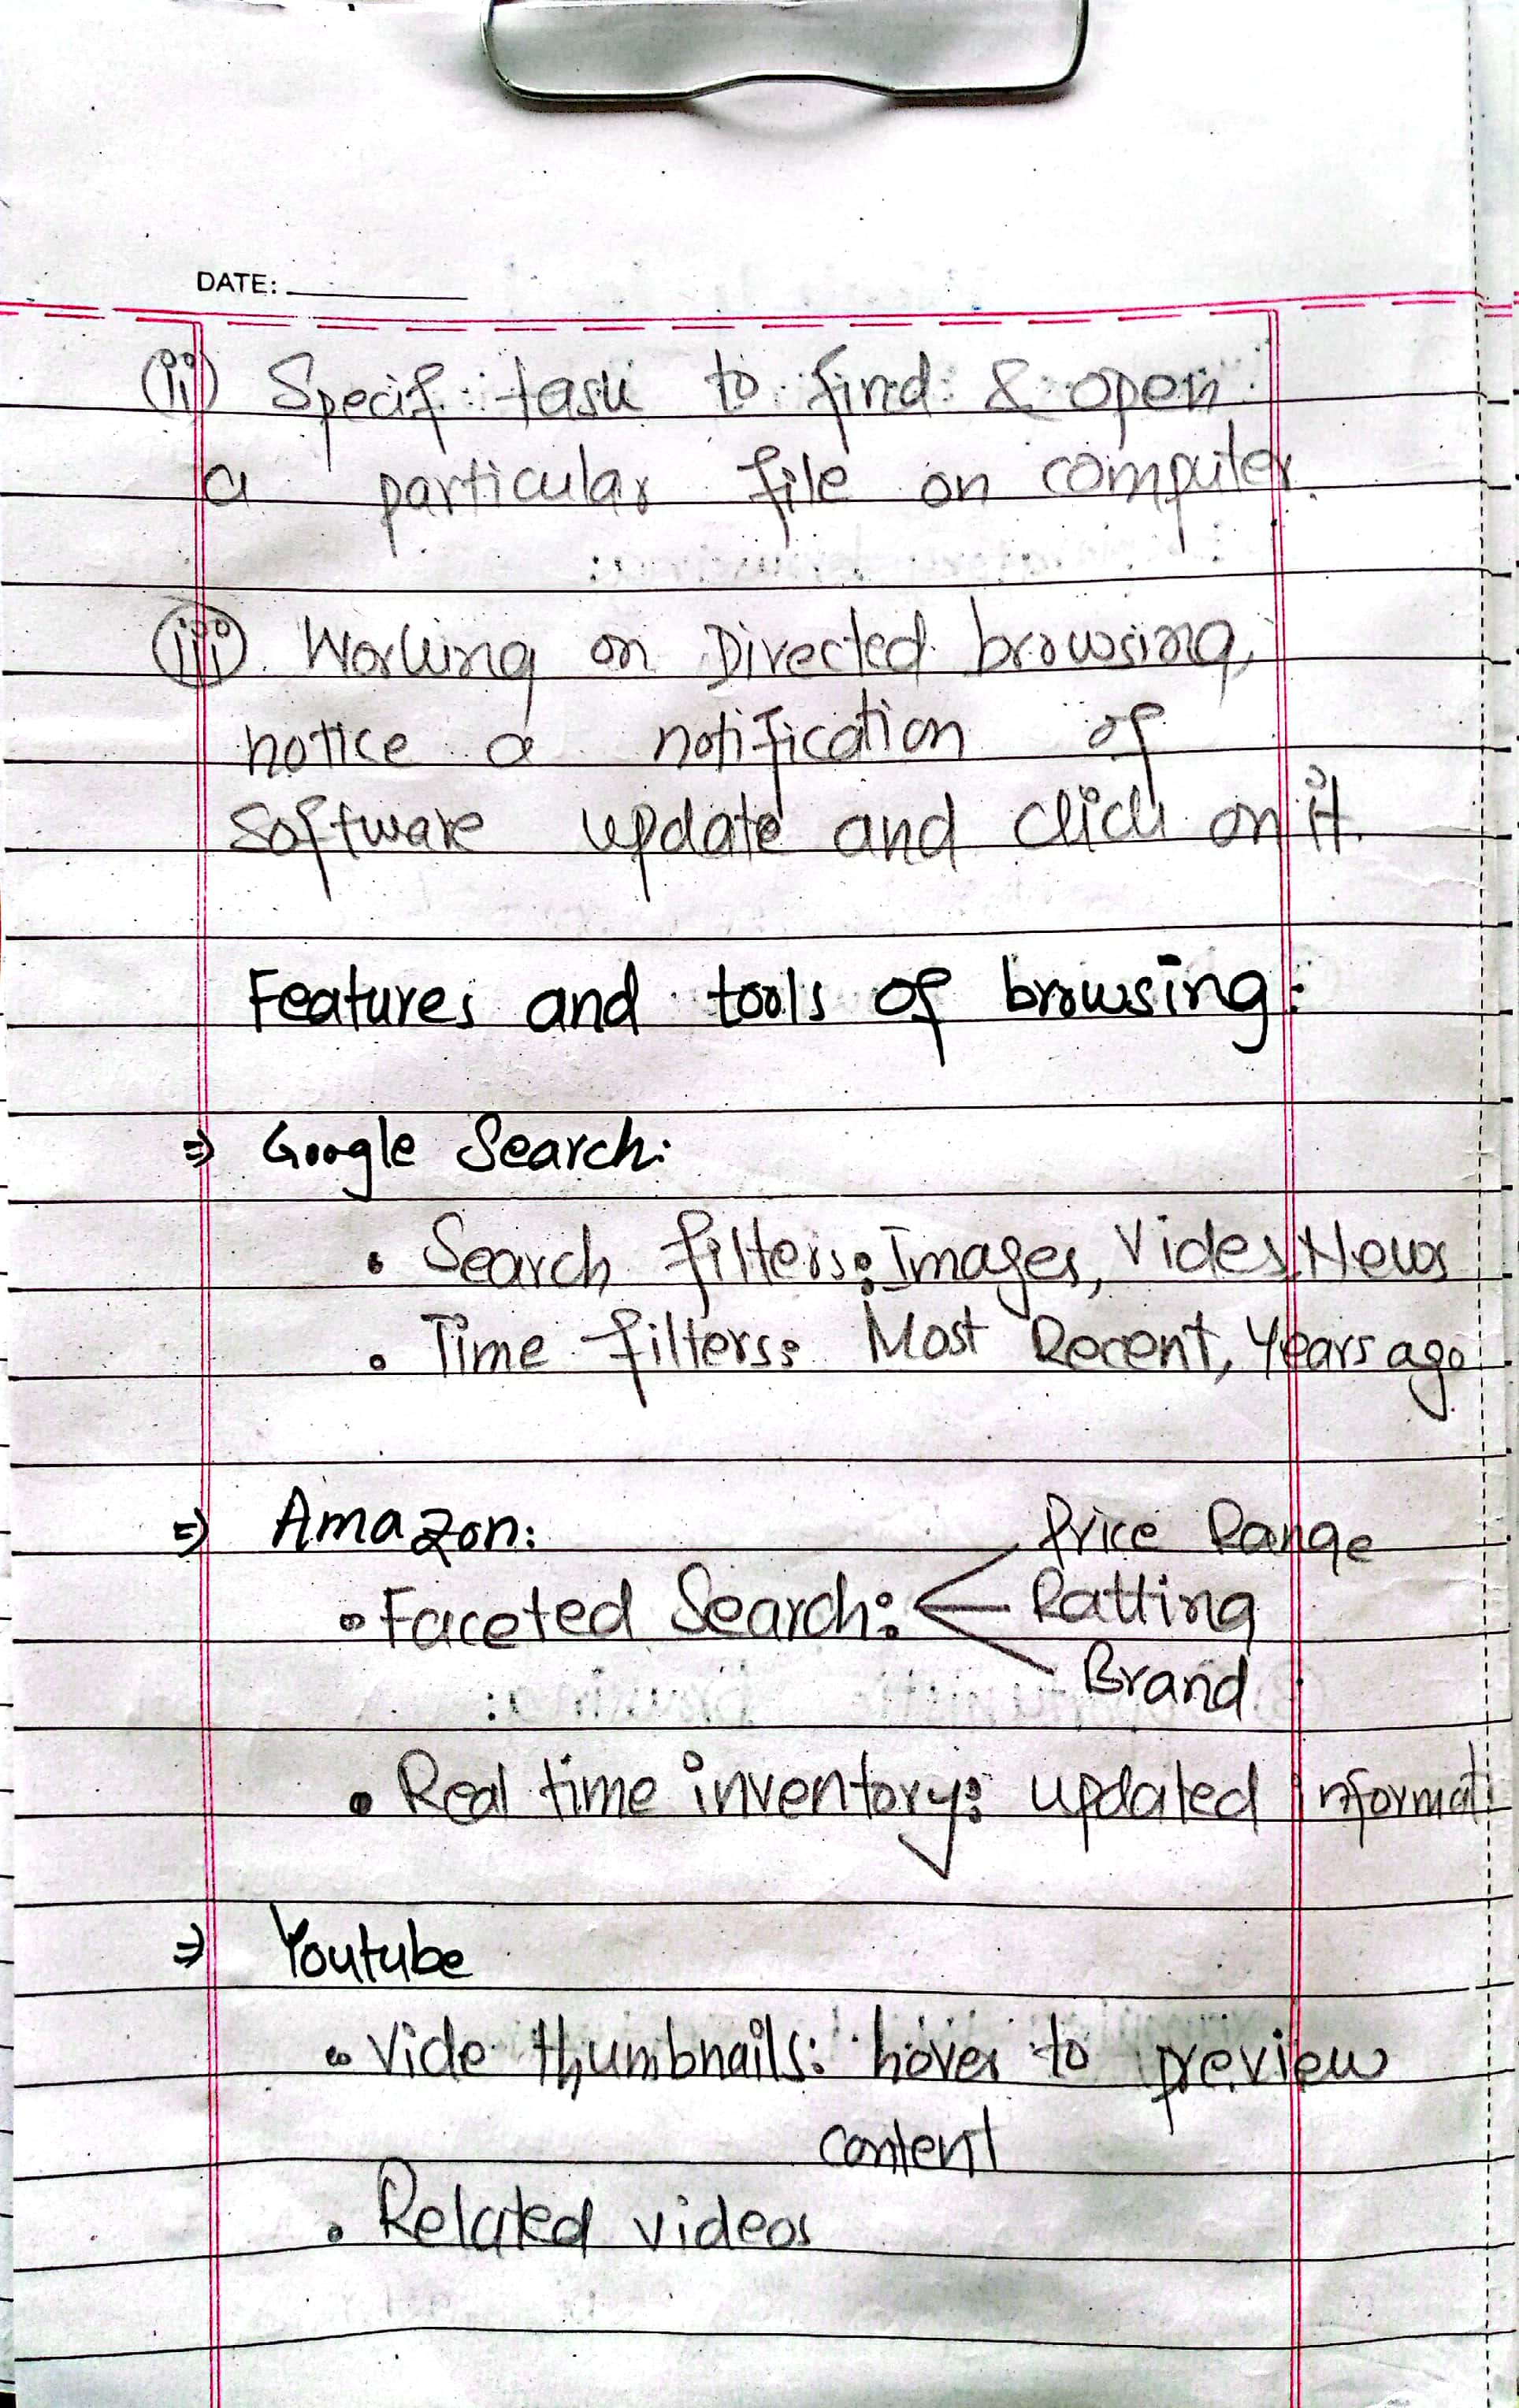 DATE:
(ii) Specif task to find & open
a particular file on computer.
(iii). Working on Directed browsing,
notice a notification of
software update and click on it.
Features and tools of browsing:
⇒ Google Search:
• Search filters: Images, Vides, News
• Time filters: Most Recent, Years ago
⇒ Amazon:
Price Range
• Faceted Search: Ratting
Brand
• Real time inventory: updated informati
⇒ Youtube
• Vide thumbnails: hover to preview
content
• Related videos